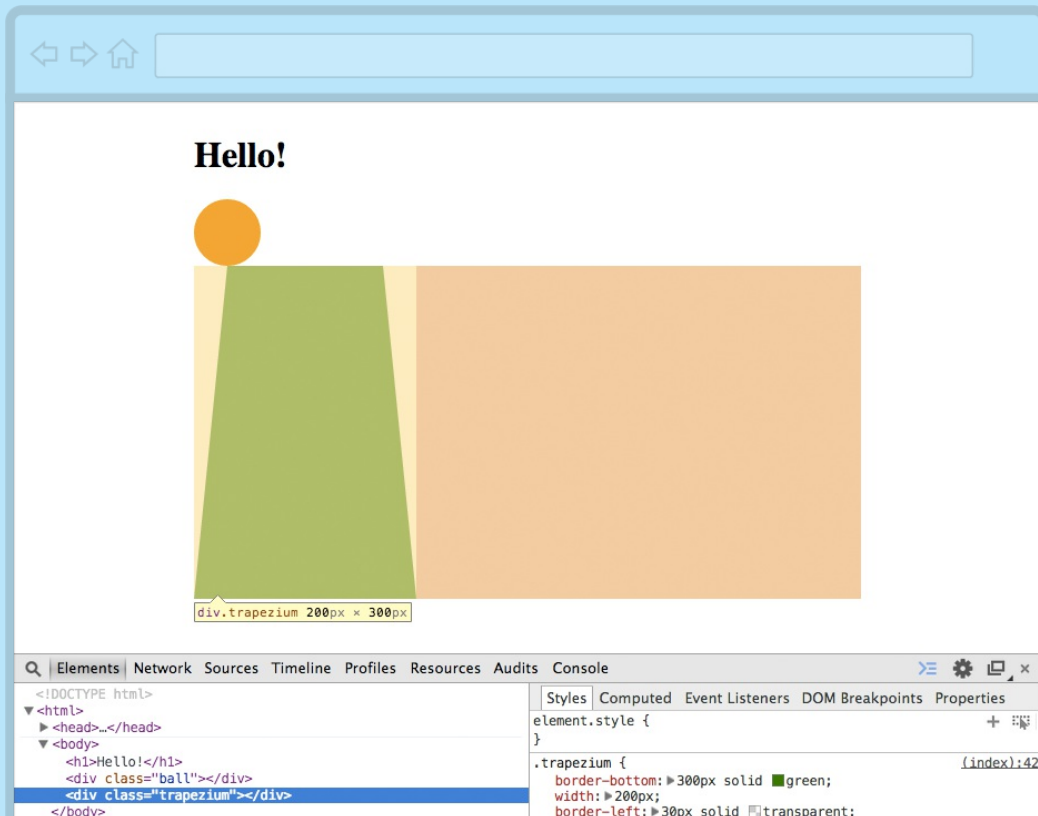 Hello!
div.trapezium 200px × 300px
Elements Network Sources Timeline Profiles Resources Audits Console
<!DOCTYPE html>
<html>
<head>…</head>
<body>
<h1>Hello!</h1>
<div class="ball"></div>
<div class="trapezium"></div>
</body>
Styles Computed Event Listeners DOM Breakpoints Properties
element.style {
}
.trapezium { (index):42
border-bottom: 300px solid green;
width: 200px;
border-left: 30px solid transparent;